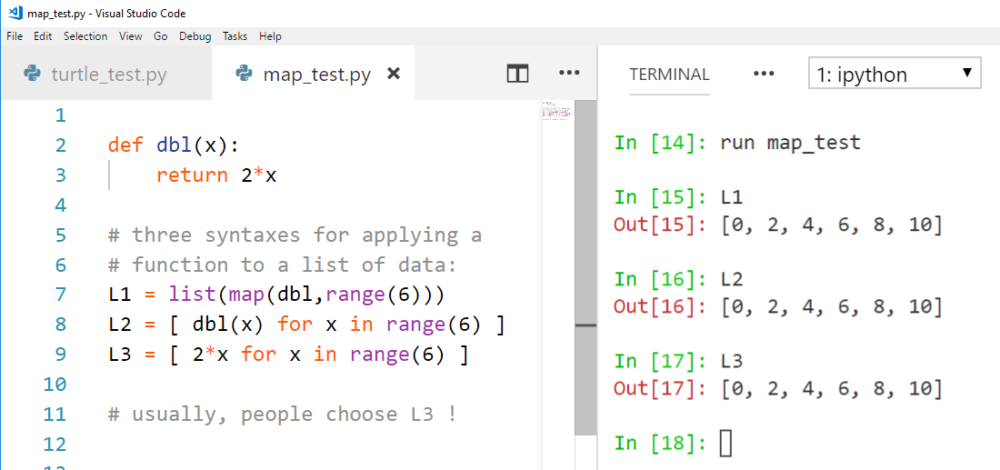 map_test.py - Visual Studio Code
File Edit Selection View Go Debug Tasks Help
turtle_test.py map_test.py
1
2 def dbl(x):
3     return 2*x
4
5 # three syntaxes for applying a
6 # function to a list of data:
7 L1 = list(map(dbl,range(6)))
8 L2 = [ dbl(x) for x in range(6) ]
9 L3 = [ 2*x for x in range(6) ]
10
11 # usually, people choose L3 !
12
13
TERMINAL ••• 1: ipython
In [14]: run map_test
In [15]: L1
Out[15]: [0, 2, 4, 6, 8, 10]
In [16]: L2
Out[16]: [0, 2, 4, 6, 8, 10]
In [17]: L3
Out[17]: [0, 2, 4, 6, 8, 10]
In [18]: